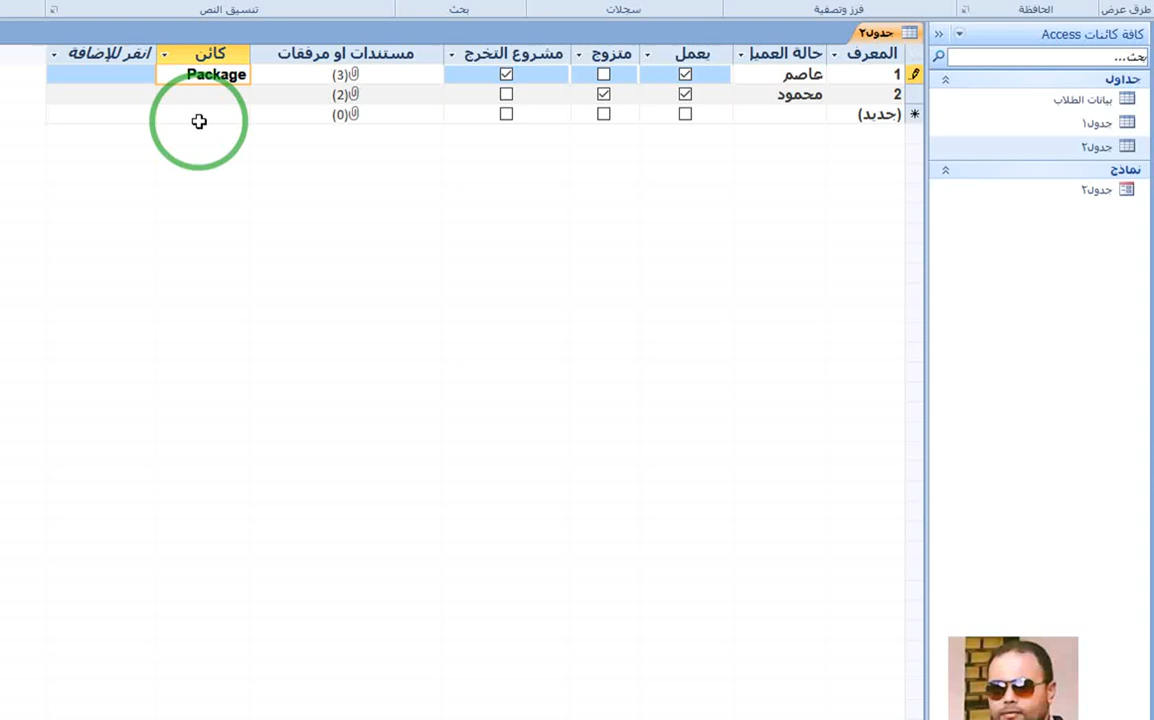 طرق عرض الحافظة فرز وتصفية سجلات بحث تنسيق النص
كافة كائنات Access
بحث...
جداول
بيانات الطلاب
جدول١
جدول٢
نماذج
جدول٢
جدول٢
المعرف حالة العميل يعمل متزوج مشروع التخرج مستندات او مرفقات كائن انقر للإضافة
1 عاصم (3) Package
2 محمود (2)
(جديد) (0)